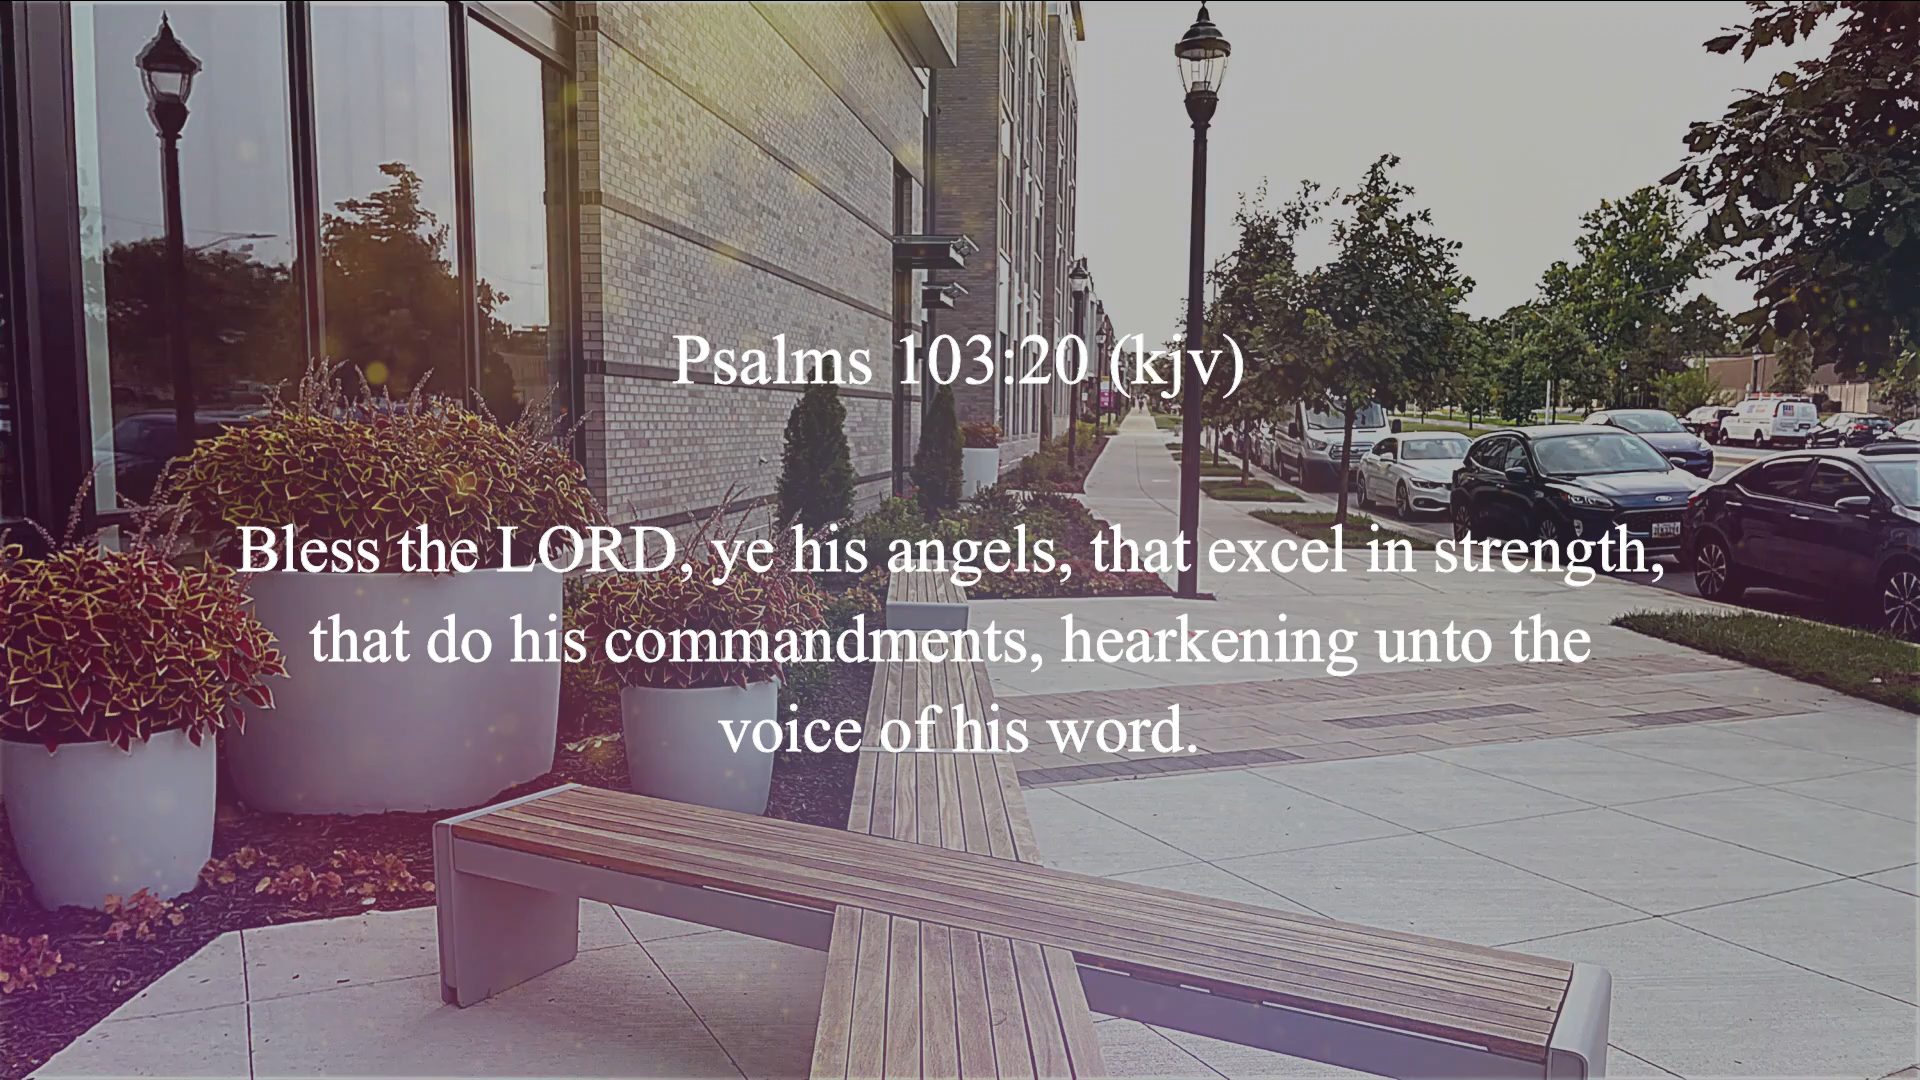 Psalms 103:20 (kjv)
Bless the LORD, ye his angels, that excel in strength,
that do his commandments, hearkening unto the
voice of his word.